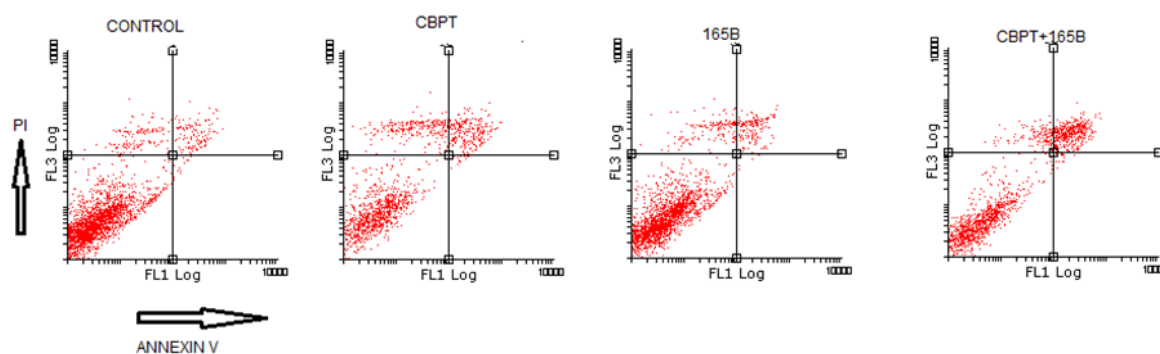 CONTROL
CBPT
165B
CBPT+165B
PI
FL3 Log
FL3 Log
FL3 Log
FL3 Log
FL1 Log
10000
FL1 Log
10000
FL1 Log
10000
FL1 Log
ANNEXIN V